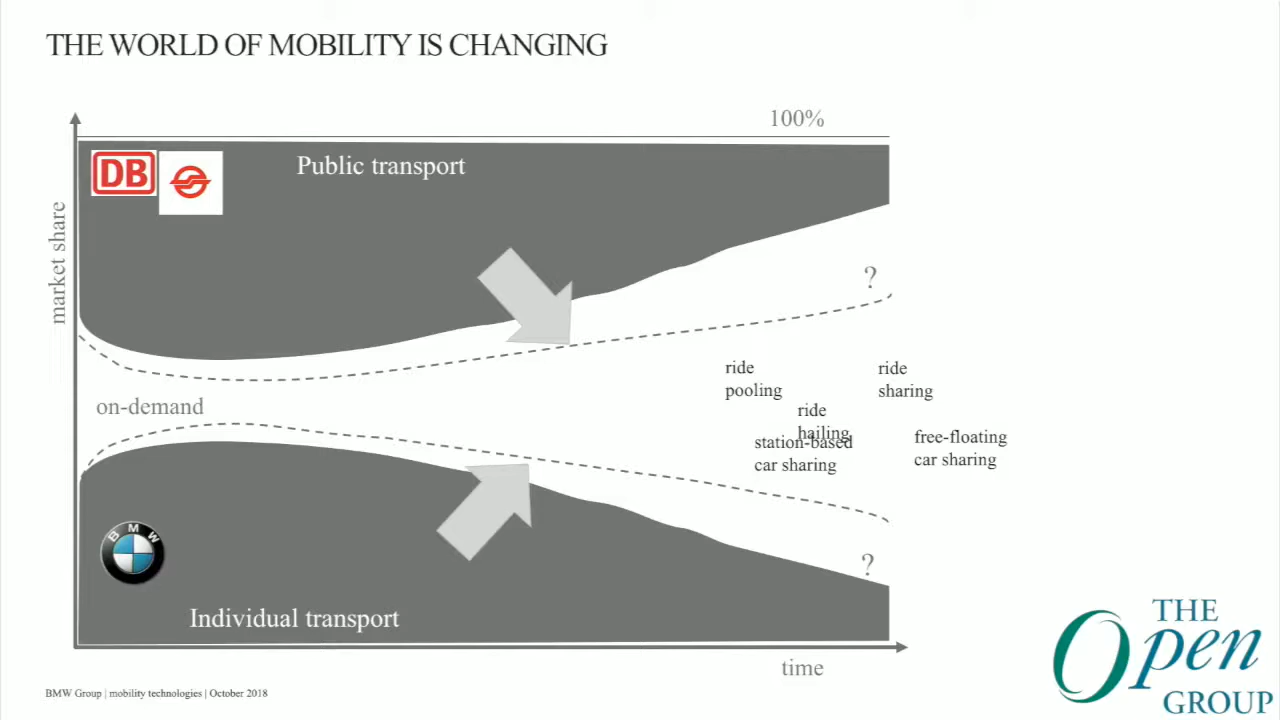 THE WORLD OF MOBILITY IS CHANGING
100%
DB
Public transport
market share
?
ride
pooling
ride
sharing
on-demand
ride
hailing
station-based
car sharing
free-floating
car sharing
BMW
?
Individual transport
time
BMW Group | mobility technologies | October 2018
THE
Open
GROUP